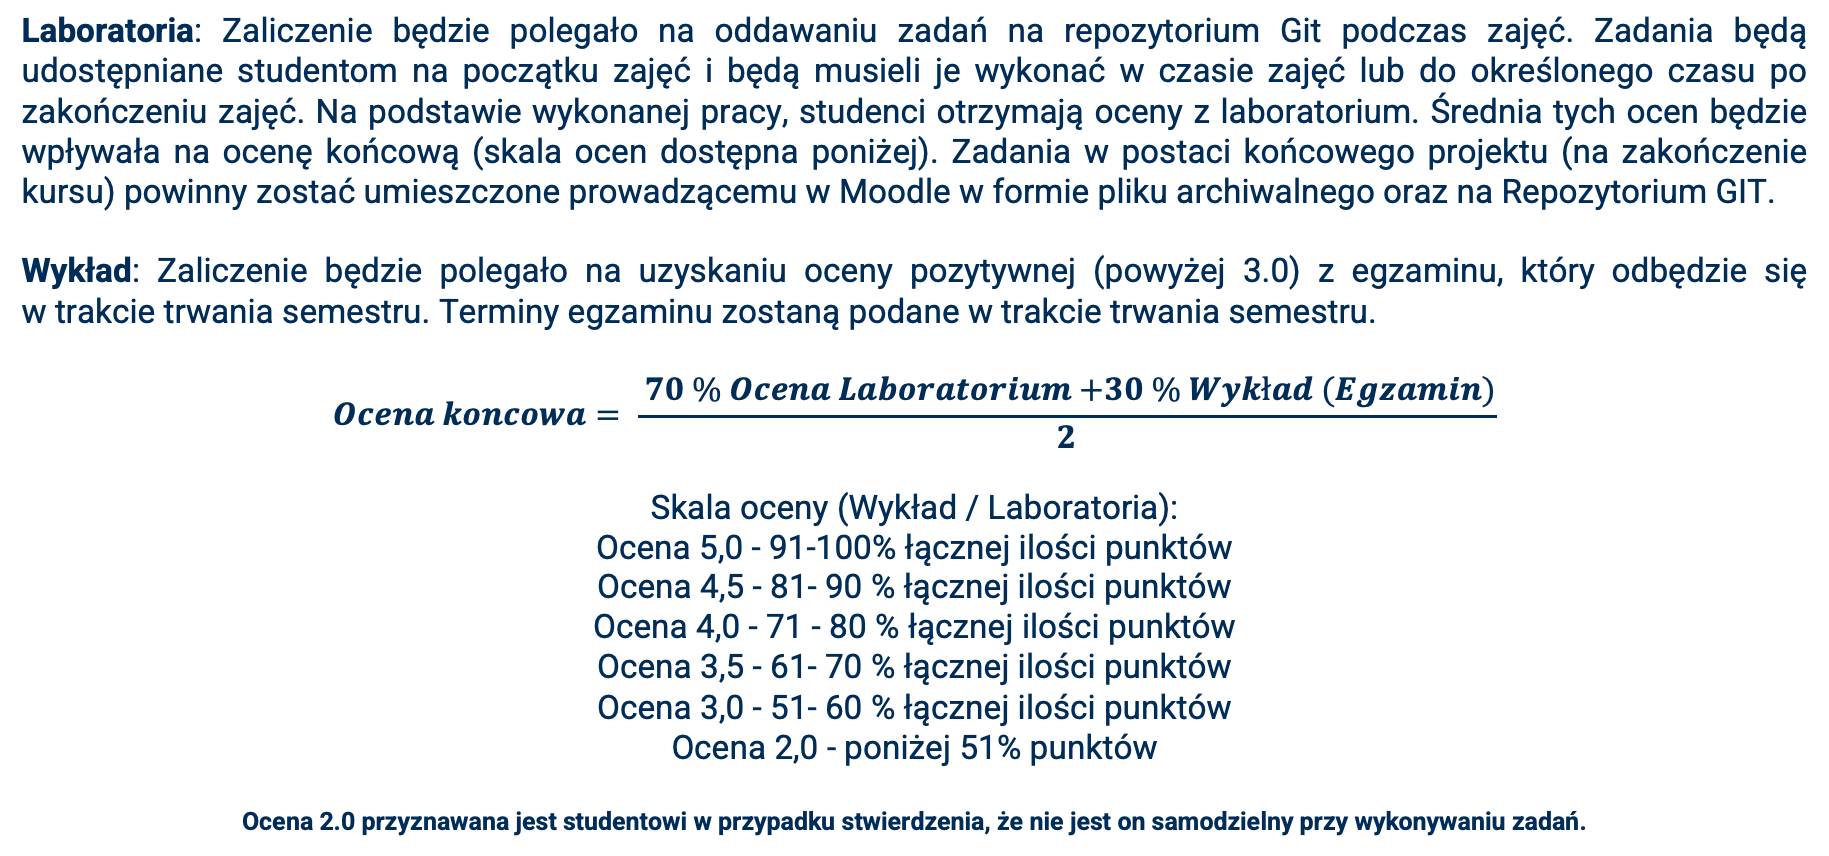 Laboratoria: Zaliczenie będzie polegało na oddawaniu zadań na repozytorium Git podczas zajęć. Zadania będą
udostępniane studentom na początku zajęć i będą musieli je wykonać w czasie zajęć lub do określonego czasu po
zakończeniu zajęć. Na podstawie wykonanej pracy, studenci otrzymają oceny z laboratorium. Średnia tych ocen będzie
wpływała na ocenę końcową (skala ocen dostępna poniżej). Zadania w postaci końcowego projektu (na zakończenie
kursu) powinny zostać umieszczone prowadzącemu w Moodle w formie pliku archiwalnego oraz na Repozytorium GIT.
Wykład: Zaliczenie będzie polegało na uzyskaniu oceny pozytywnej (powyżej 3.0) z egzaminu, który odbędzie się
w trakcie trwania semestru. Terminy egzaminu zostaną podane w trakcie trwania semestru.
70 % Ocena Laboratorium +30 % Wykład (Egzamin)
Ocena koncowa =
2
Skala oceny (Wykład / Laboratoria):
Ocena 5,0 - 91-100% łącznej ilości punktów
Ocena 4,5 - 81- 90 % łącznej ilości punktów
Ocena 4,0 - 71 - 80 % łącznej ilości punktów
Ocena 3,5 - 61- 70 % łącznej ilości punktów
Ocena 3,0 - 51- 60 % łącznej ilości punktów
Ocena 2,0 - poniżej 51% punktów
Ocena 2.0 przyznawana jest studentowi w przypadku stwierdzenia, że nie jest on samodzielny przy wykonywaniu zadań.